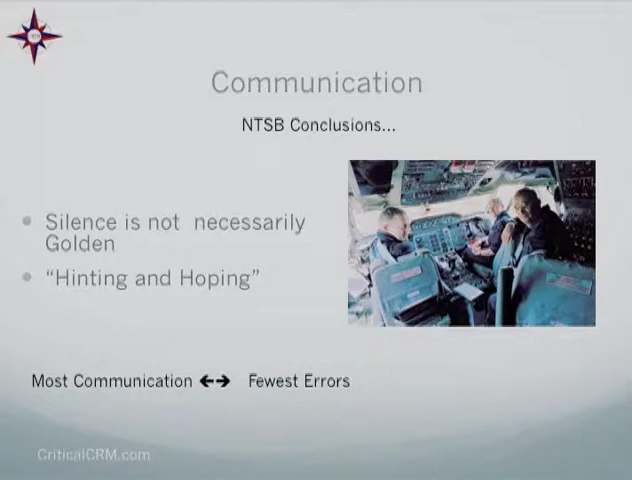 Communication
NTSB Conclusions...
• Silence is not necessarily
Golden
• “Hinting and Hoping”
Most Communication ←→ Fewest Errors
CriticalCRM.com